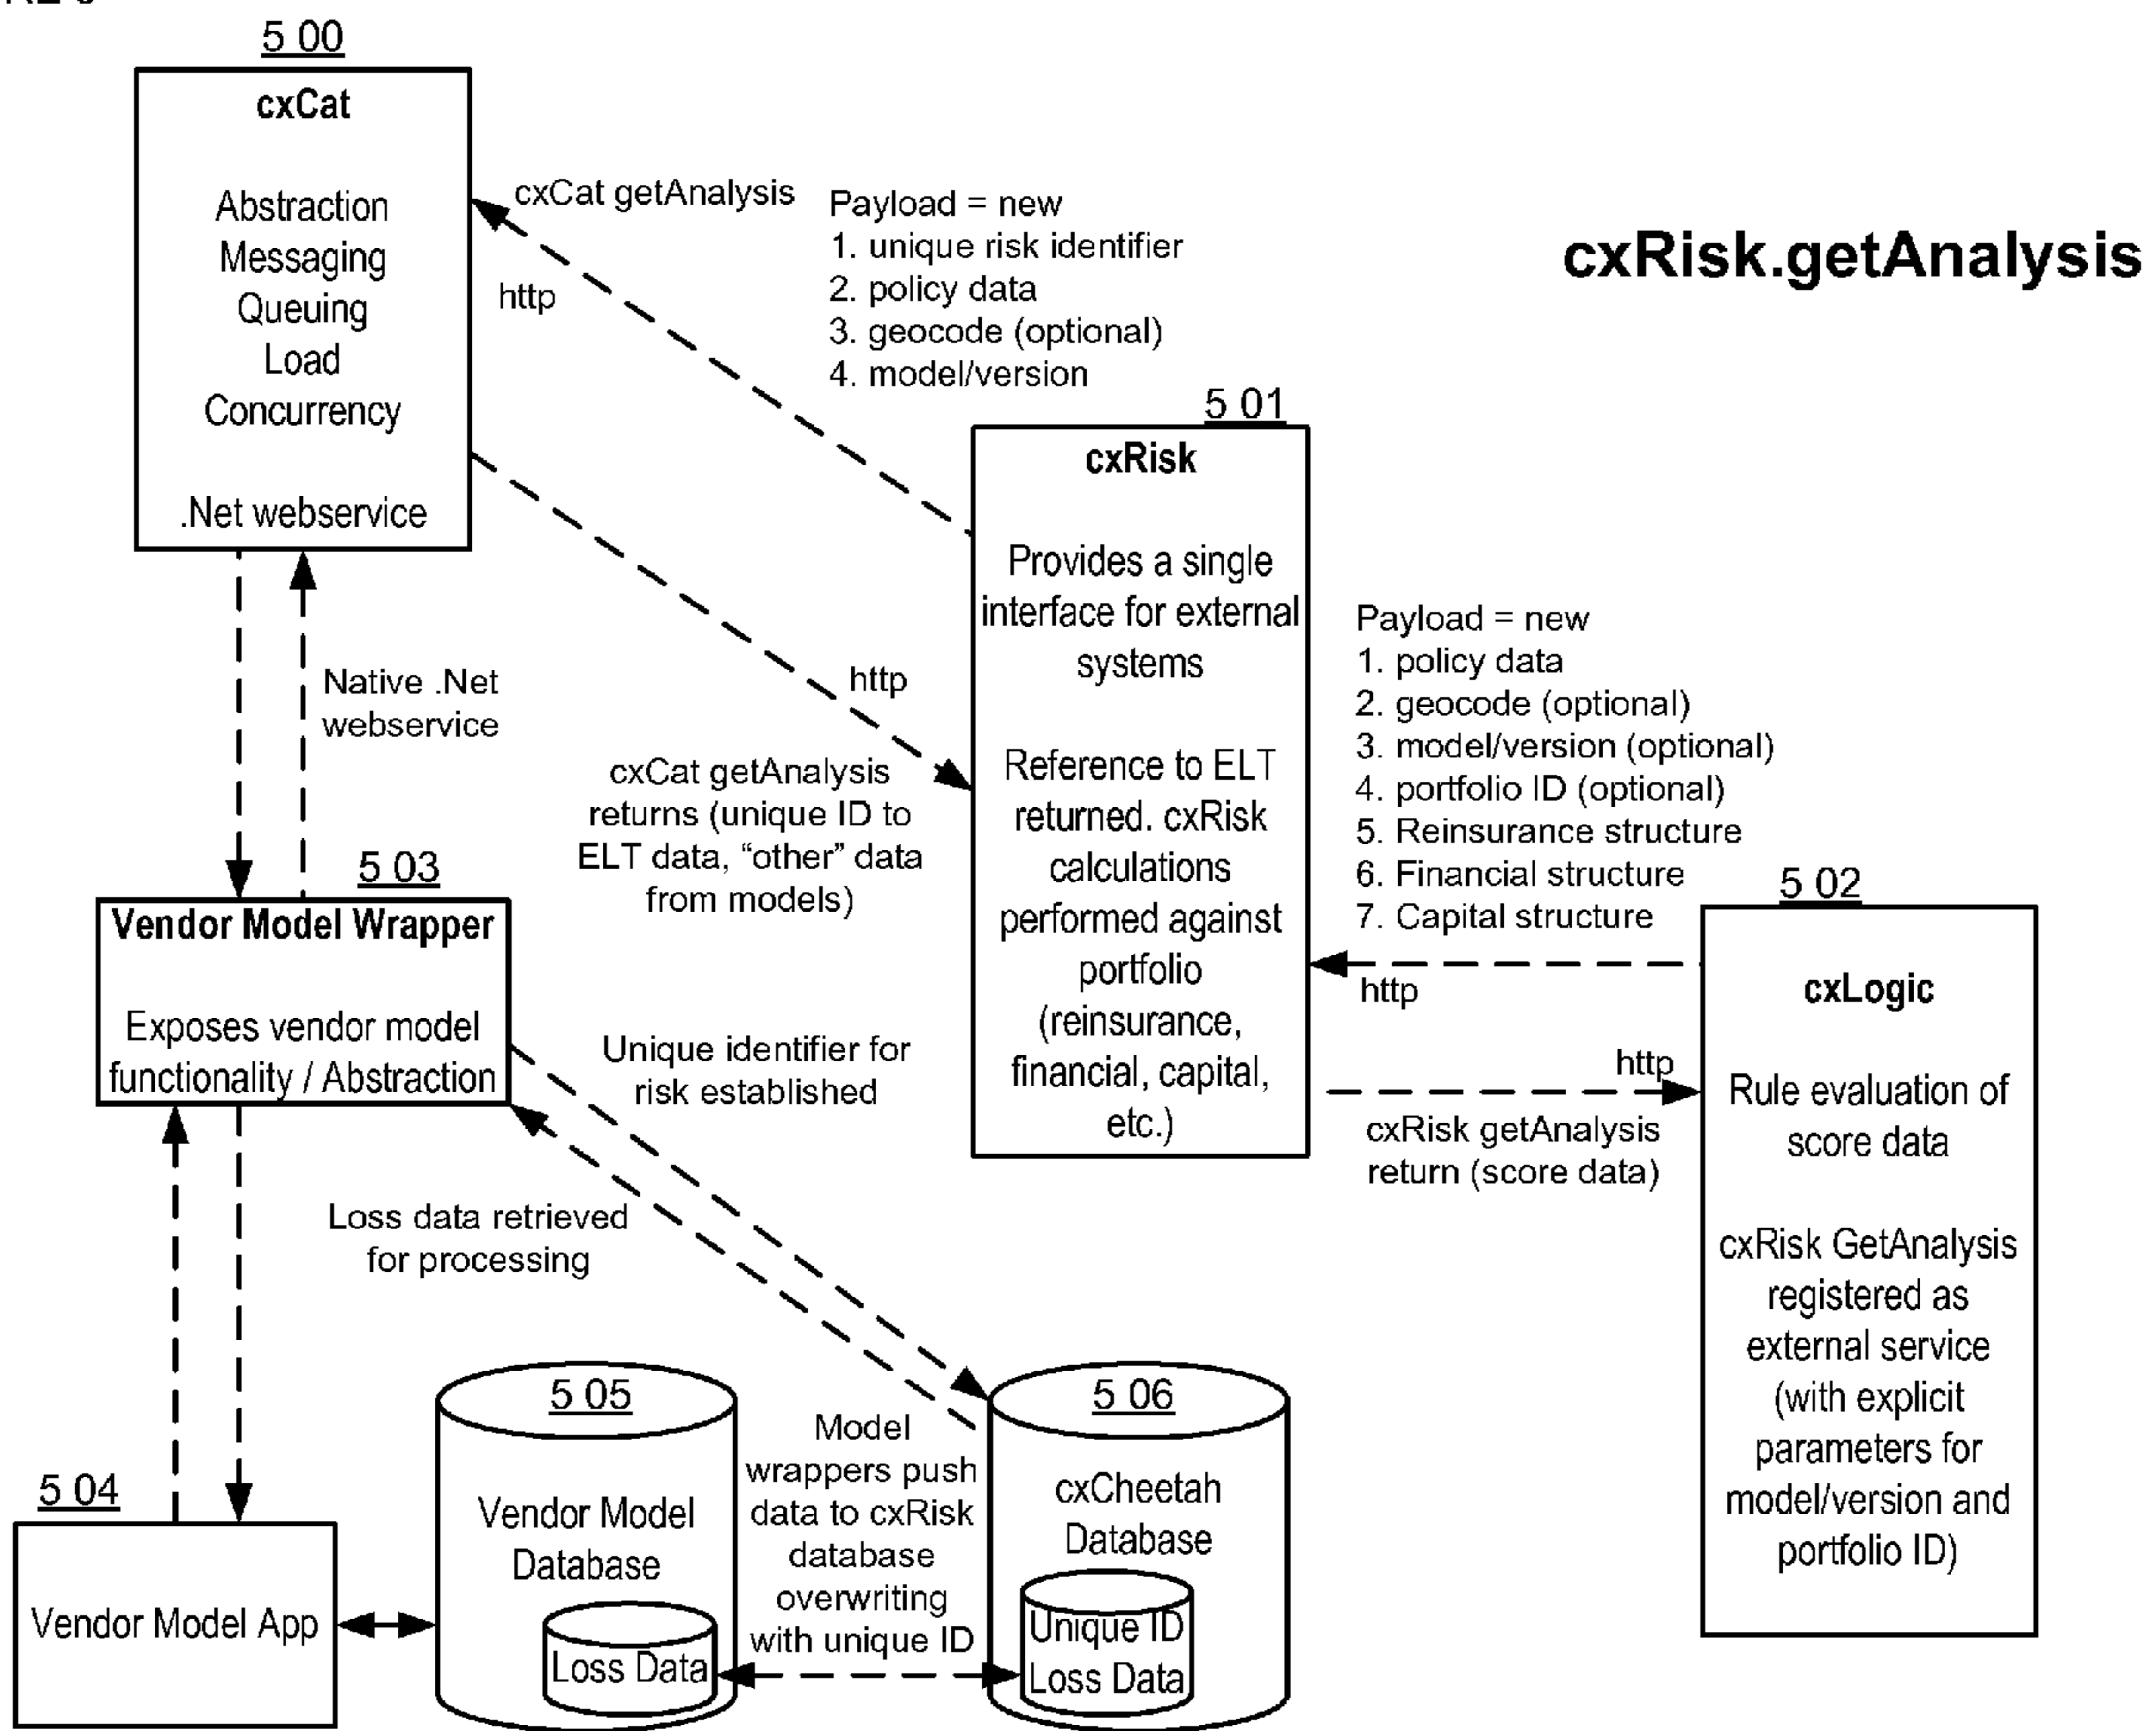 5 00
cxCat
Abstraction
Messaging
Queuing
Load
Concurrency
.Net webservice
cxCat getAnalysis
http
Payload = new
1. unique risk identifier
2. policy data
3. geocode (optional)
4. model/version
cxRisk.getAnalysis
5 01
cxRisk
Provides a single
interface for external
systems
Reference to ELT
returned. cxRisk
calculations
performed against
portfolio
(reinsurance,
financial, capital,
etc.)
http
cxCat getAnalysis
returns (unique ID to
ELT data, “other” data
from models)
Native .Net
webservice
Payload = new
1. policy data
2. geocode (optional)
3. model/version (optional)
4. portfolio ID (optional)
5. Reinsurance structure
6. Financial structure
7. Capital structure
http
http
cxRisk getAnalysis
return (score data)
5 02
cxLogic
Rule evaluation of
score data
cxRisk GetAnalysis
registered as
external service
(with explicit
parameters for
model/version and
portfolio ID)
5 03
Vendor Model Wrapper
Exposes vendor model
functionality / Abstraction
Unique identifier for
risk established
Loss data retrieved
for processing
5 04
Vendor Model App
5 05
Vendor Model
Database
Loss Data
Model
wrappers push
data to cxRisk
database
overwriting
with unique ID
5 06
cxCheetah
Database
Unique ID
Loss Data